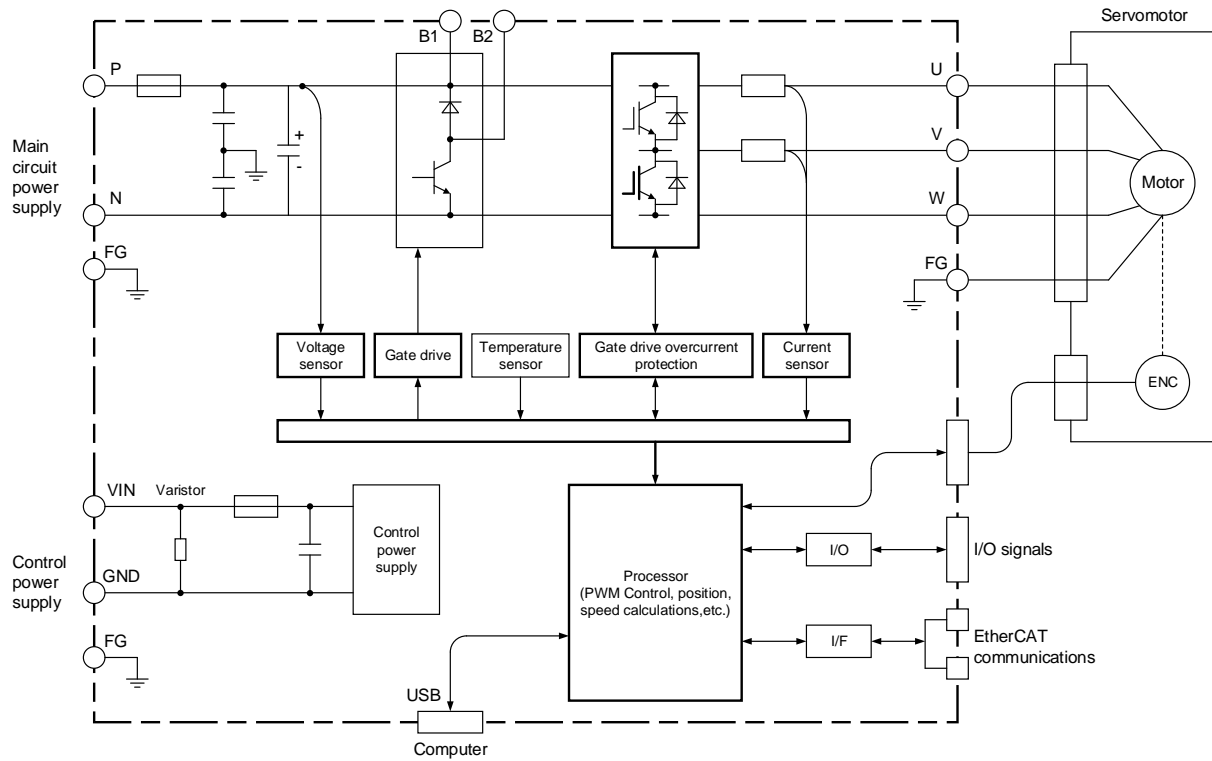 Servomotor
B1
B2
P
U
Main
circuit
power
supply
+
-
V
Motor
N
W
FG
FG
Voltage
sensor
Gate drive
Temperature
sensor
Gate drive overcurrent
protection
Current
sensor
ENC
VIN
Varistor
Control
power
supply
Control
power
supply
GND
FG
Processor
(PWM Control, position,
speed calculations,etc.)
I/O
I/O signals
I/F
EtherCAT
communications
USB
Computer